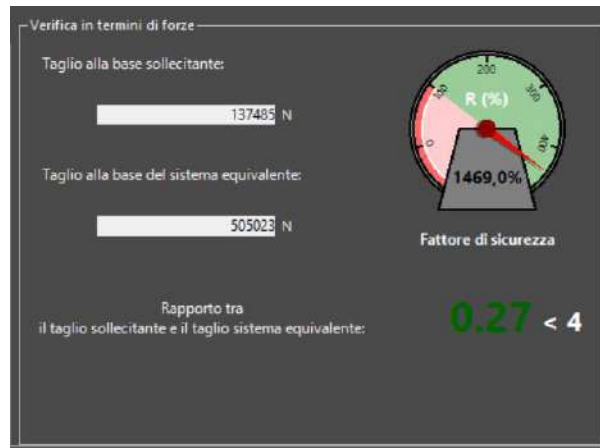 Verifica in termini di forze
Taglio alla base sollecitante:
137485 N
Taglio alla base del sistema equivalente:
505023 N
0 100 200 300 400
R (%)
1469,0%
Fattore di sicurezza
Rapporto tra
il taglio sollecitante e il taglio sistema equivalente:
0.27 < 4